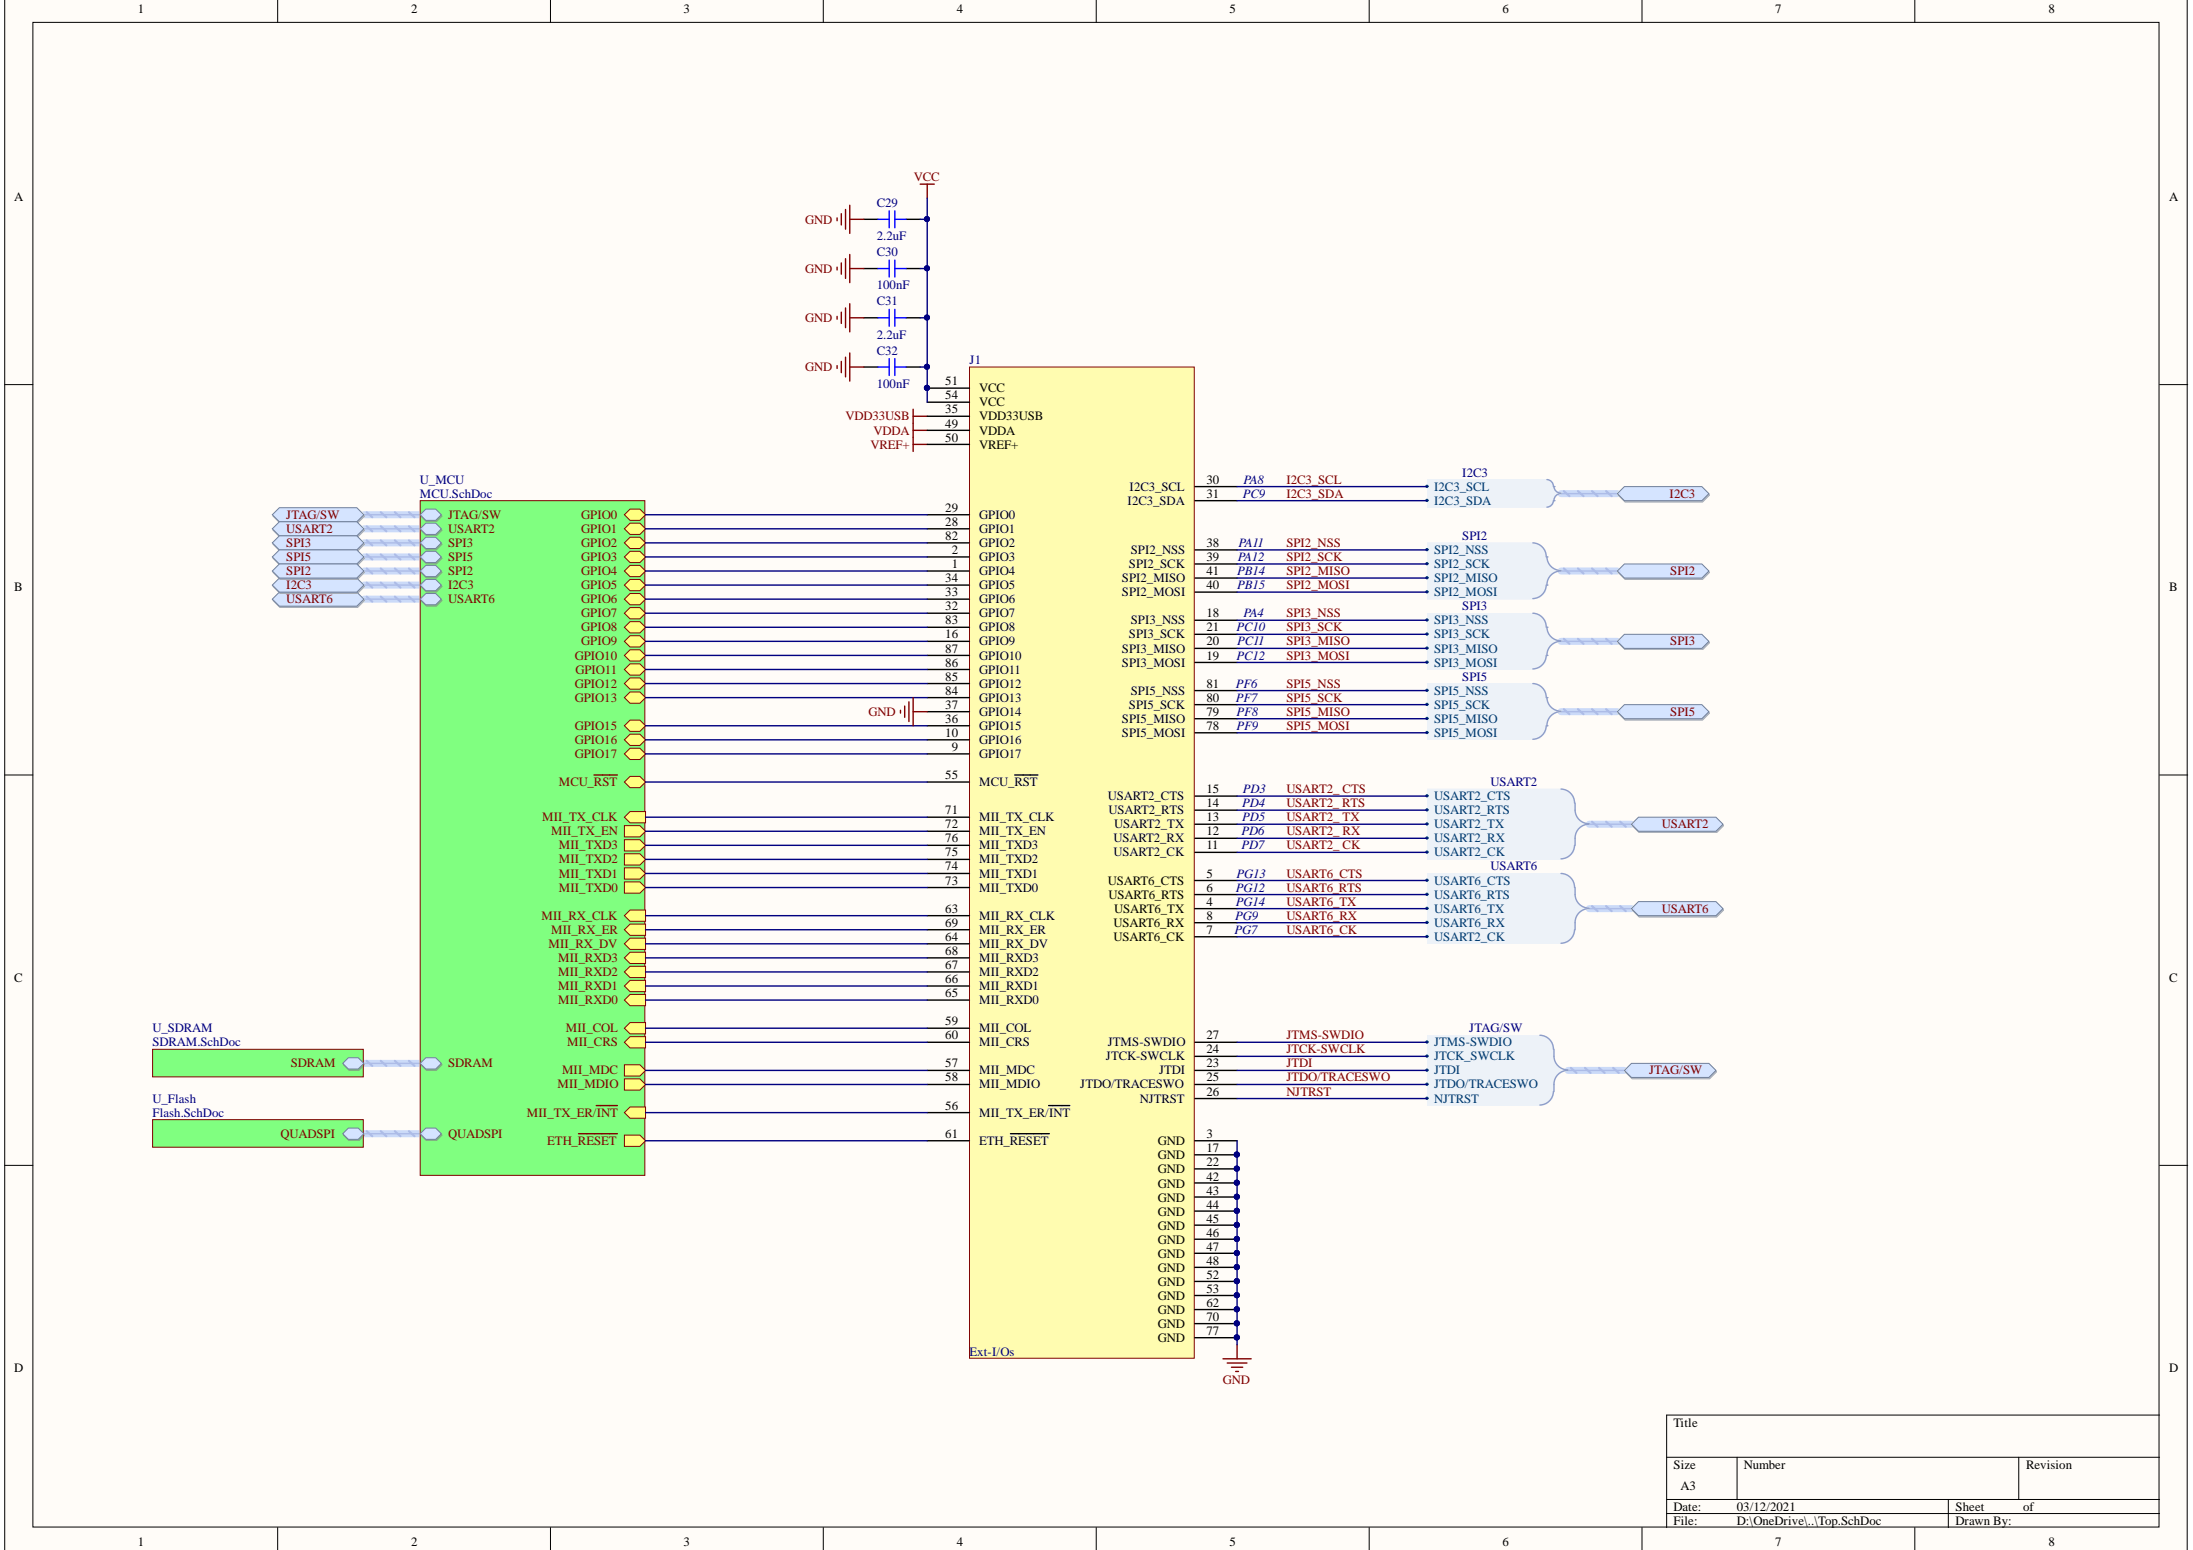 1 2 3 4 5 6 7 8
A A
B B
C C
D D
VCC
GND C29 2.2uF
GND C30 100nF
GND C31 2.2uF
GND C32 100nF
J1
51 VCC
54 VCC
VDD33USB 35 VDD33USB
VDDA 49 VDDA
VREF+ 50 VREF+
U_MCU
MCU.SchDoc
JTAG/SW JTAG/SW
USART2 USART2
SPI3 SPI3
SPI5 SPI5
SPI2 SPI2
I2C3 I2C3
USART6 USART6
GPIO0 29 GPIO0
GPIO1 28 GPIO1
GPIO2 82 GPIO2
GPIO3 2 GPIO3
GPIO4 1 GPIO4
GPIO5 34 GPIO5
GPIO6 33 GPIO6
GPIO7 32 GPIO7
GPIO8 83 GPIO8
GPIO9 16 GPIO9
GPIO10 87 GPIO10
GPIO11 86 GPIO11
GPIO12 85 GPIO12
GPIO13 84 GPIO13
GND 37 GPIO14
GPIO15 36 GPIO15
GPIO16 10 GPIO16
GPIO17 9 GPIO17
MCU_RST 55 MCU_RST
MII_TX_CLK 71 MII_TX_CLK
MII_TX_EN 72 MII_TX_EN
MII_TXD3 76 MII_TXD3
MII_TXD2 75 MII_TXD2
MII_TXD1 74 MII_TXD1
MII_TXD0 73 MII_TXD0
MII_RX_CLK 63 MII_RX_CLK
MII_RX_ER 69 MII_RX_ER
MII_RX_DV 64 MII_RX_DV
MII_RXD3 68 MII_RXD3
MII_RXD2 67 MII_RXD2
MII_RXD1 66 MII_RXD1
MII_RXD0 65 MII_RXD0
MII_COL 59 MII_COL
MII_CRS 60 MII_CRS
MII_MDC 57 MII_MDC
MII_MDIO 58 MII_MDIO
MII_TX_ER/INT 56 MII_TX_ER/INT
ETH_RESET 61 ETH_RESET
U_SDRAM
SDRAM.SchDoc
SDRAM SDRAM
U_Flash
Flash.SchDoc
QUADSPI QUADSPI
I2C3
I2C3_SCL 30 PA8 I2C3_SCL I2C3_SCL
I2C3_SDA 31 PC9 I2C3_SDA I2C3_SDA
I2C3
SPI2
SPI2_NSS 38 PA11 SPI2_NSS SPI2_NSS
SPI2_SCK 39 PA12 SPI2_SCK SPI2_SCK
SPI2_MISO 41 PB14 SPI2_MISO SPI2_MISO
SPI2_MOSI 40 PB15 SPI2_MOSI SPI2_MOSI
SPI2
SPI3
SPI3_NSS 18 PA4 SPI3_NSS SPI3_NSS
SPI3_SCK 21 PC10 SPI3_SCK SPI3_SCK
SPI3_MISO 20 PC11 SPI3_MISO SPI3_MISO
SPI3_MOSI 19 PC12 SPI3_MOSI SPI3_MOSI
SPI3
SPI5
SPI5_NSS 81 PF6 SPI5_NSS SPI5_NSS
SPI5_SCK 80 PF7 SPI5_SCK SPI5_SCK
SPI5_MISO 79 PF8 SPI5_MISO SPI5_MISO
SPI5_MOSI 78 PF9 SPI5_MOSI SPI5_MOSI
SPI5
USART2
USART2_CTS 15 PD3 USART2_CTS USART2_CTS
USART2_RTS 14 PD4 USART2_RTS USART2_RTS
USART2_TX 13 PD5 USART2_TX USART2_TX
USART2_RX 12 PD6 USART2_RX USART2_RX
USART2_CK 11 PD7 USART2_CK USART2_CK
USART2
USART6
USART6_CTS 5 PG13 USART6_CTS USART6_CTS
USART6_RTS 6 PG12 USART6_RTS USART6_RTS
USART6_TX 4 PG14 USART6_TX USART6_TX
USART6_RX 8 PG9 USART6_RX USART6_RX
USART6_CK 7 PG7 USART6_CK USART2_CK
USART6
JTAG/SW
JTMS-SWDIO 27 JTMS-SWDIO JTMS-SWDIO
JTCK-SWCLK 24 JTCK-SWCLK JTCK_SWCLK
JTDI 23 JTDI JTDI
JTDO/TRACESWO 25 JTDO/TRACESWO JTDO/TRACESWO
NJTRST 26 NJTRST NJTRST
JTAG/SW
GND 3
GND 17
GND 22
GND 42
GND 43
GND 44
GND 45
GND 46
GND 47
GND 48
GND 52
GND 53
GND 62
GND 70
GND 77
Ext-I/Os
GND
Title
Size Number Revision
A3
Date: 03/12/2021 Sheet of
File: D:\OneDrive\..\Top.SchDoc Drawn By:
1 2 3 4 5 6 7 8